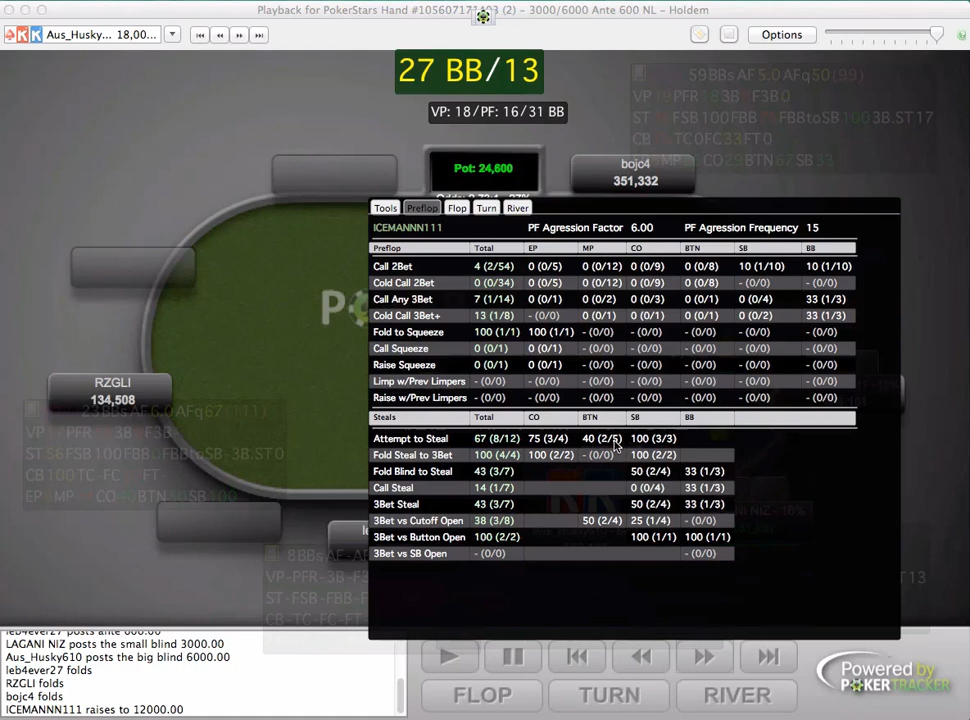 Playback for PokerStars Hand #1056071 (2) - 3000/6000 Ante 600 NL - Holdem
Aus_Husky... 18,00...
Options
27 BB/13
VP: 18/PF: 16/31 BB
59BBs AF 5.0 AFq50(99)
Pot: 24,600
bojc4
351,332
Tools Preflop Flop Turn River
ICEMANNN111 PF Agression Factor 6.00 PF Agression Frequency 15
Preflop Total EP MP CO BTN SB BB
Call 2Bet 4 (2/54) 0 (0/5) 0 (0/12) 0 (0/9) 0 (0/8) 10 (1/10) 10 (1/10)
Cold Call 2Bet 0 (0/34) 0 (0/5) 0 (0/12) 0 (0/9) 0 (0/8) - (0/0) - (0/0)
Call Any 3Bet 7 (1/14) 0 (0/1) 0 (0/2) 0 (0/3) 0 (0/1) 0 (0/4) 33 (1/3)
Cold Call 3Bet+ 13 (1/8) - (0/0) 0 (0/1) 0 (0/1) 0 (0/1) 0 (0/2) 33 (1/3)
Fold to Squeeze 100 (1/1) 100 (1/1) - (0/0) - (0/0) - (0/0) - (0/0) - (0/0)
Call Squeeze 0 (0/1) 0 (0/1) - (0/0) - (0/0) - (0/0) - (0/0) - (0/0)
Raise Squeeze 0 (0/1) 0 (0/1) - (0/0) - (0/0) - (0/0) - (0/0) - (0/0)
Limp w/Prev Limpers - (0/0) - (0/0) - (0/0) - (0/0) - (0/0) - (0/0) - (0/0)
Raise w/Prev Limpers - (0/0) - (0/0) - (0/0) - (0/0) - (0/0) - (0/0) - (0/0)
Steals Total CO BTN SB BB
Attempt to Steal 67 (8/12) 75 (3/4) 40 (2/5) 100 (3/3)
Fold Steal to 3Bet 100 (4/4) 100 (2/2) - (0/0) 100 (2/2)
Fold Blind to Steal 43 (3/7) 50 (2/4) 33 (1/3)
Call Steal 14 (1/7) 0 (0/4) 33 (1/3)
3Bet Steal 43 (3/7) 50 (2/4) 33 (1/3)
3Bet vs Cutoff Open 38 (3/8) 50 (2/4) 25 (1/4) - (0/0)
3Bet vs Button Open 100 (2/2) 100 (1/1) 100 (1/1)
3Bet vs SB Open - (0/0) - (0/0)
RZGLI
134,508
23BBs AF 6.0 AFq67 (111)
leb4ever27 posts ante 600.00
LAGANI NIZ posts the small blind 3000.00
Aus_Husky610 posts the big blind 6000.00
leb4ever27 folds
RZGLI folds
bojc4 folds
ICEMANNN111 raises to 12000.00
FLOP TURN RIVER
Powered by
POKERTRACKER